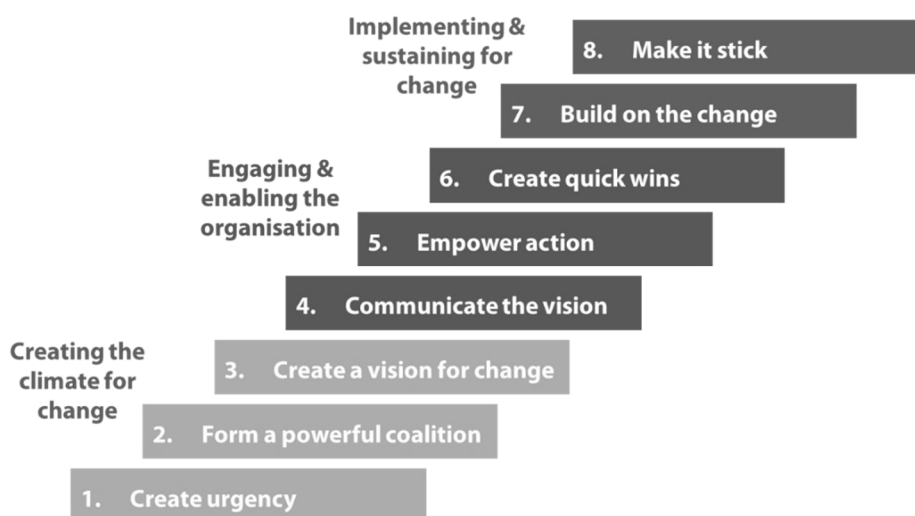 Implementing &
sustaining for
change
8. Make it stick
7. Build on the change
Engaging &
enabling the
organisation
6. Create quick wins
5. Empower action
4. Communicate the vision
Creating the
climate for
change
3. Create a vision for change
2. Form a powerful coalition
1. Create urgency